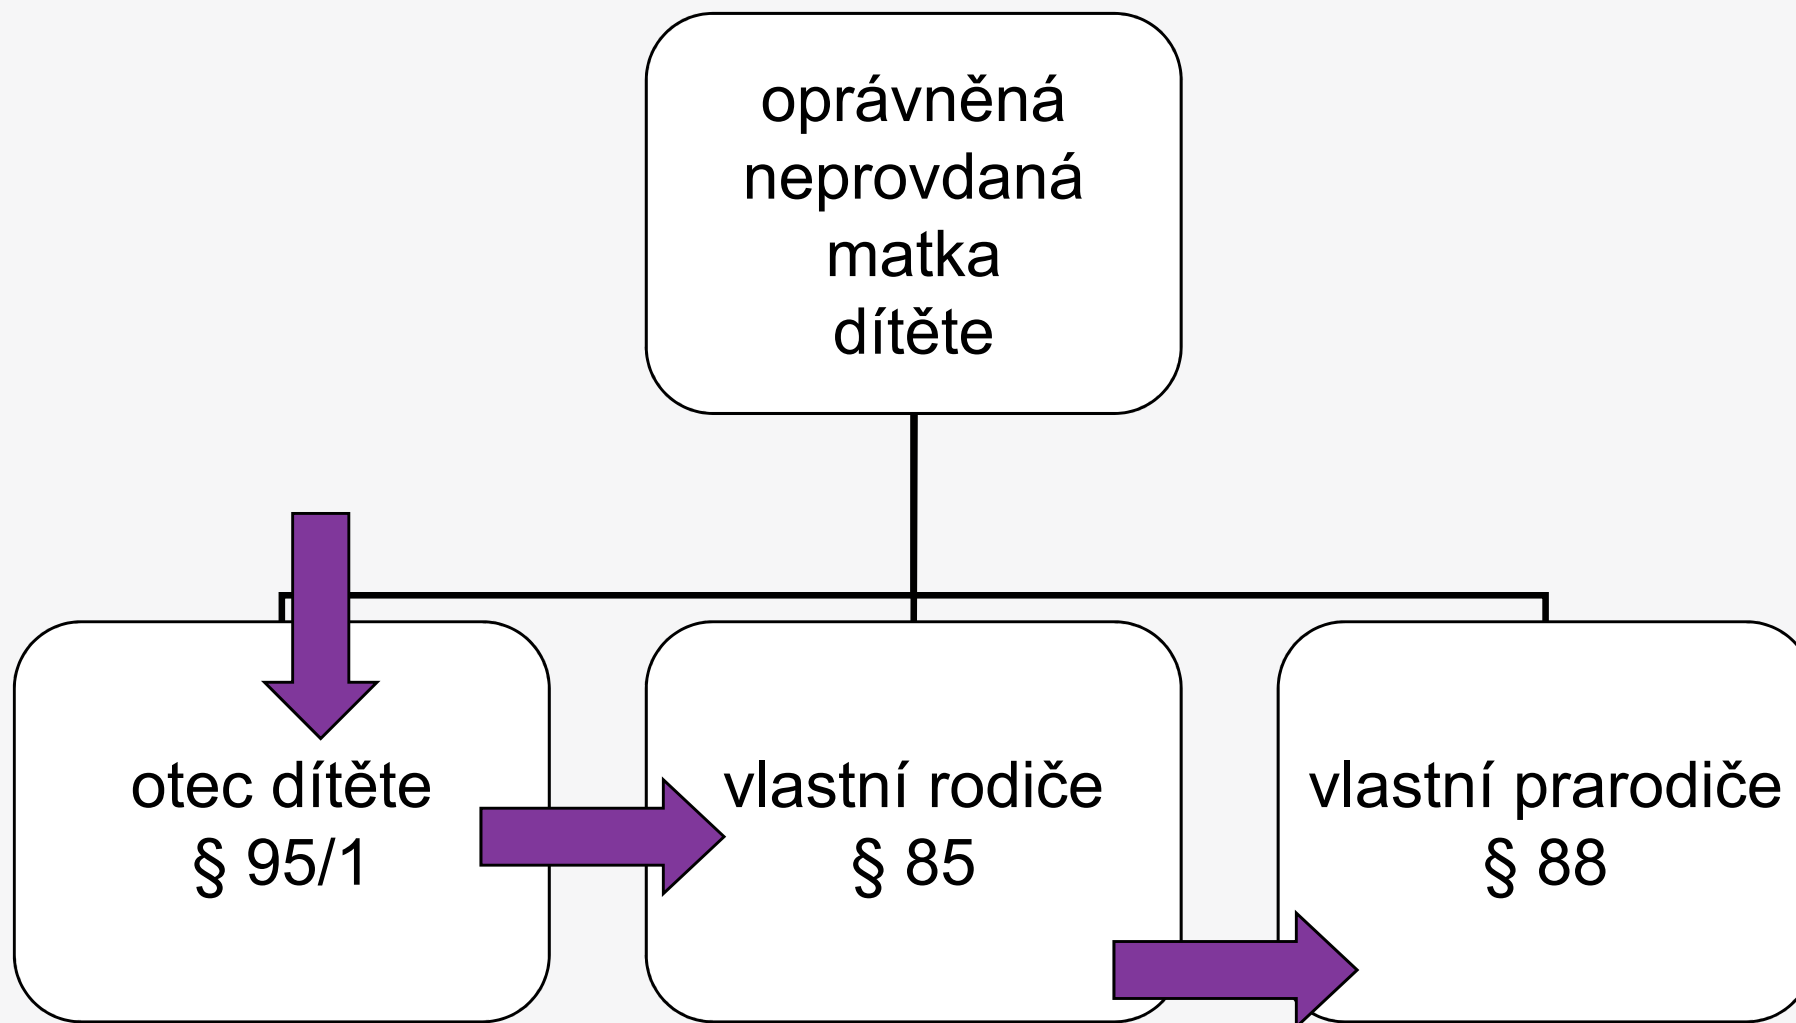 oprávněná
neprovdaná
matka
dítěte
otec dítěte
§ 95/1
vlastní rodiče
§ 85
vlastní prarodiče
§ 88